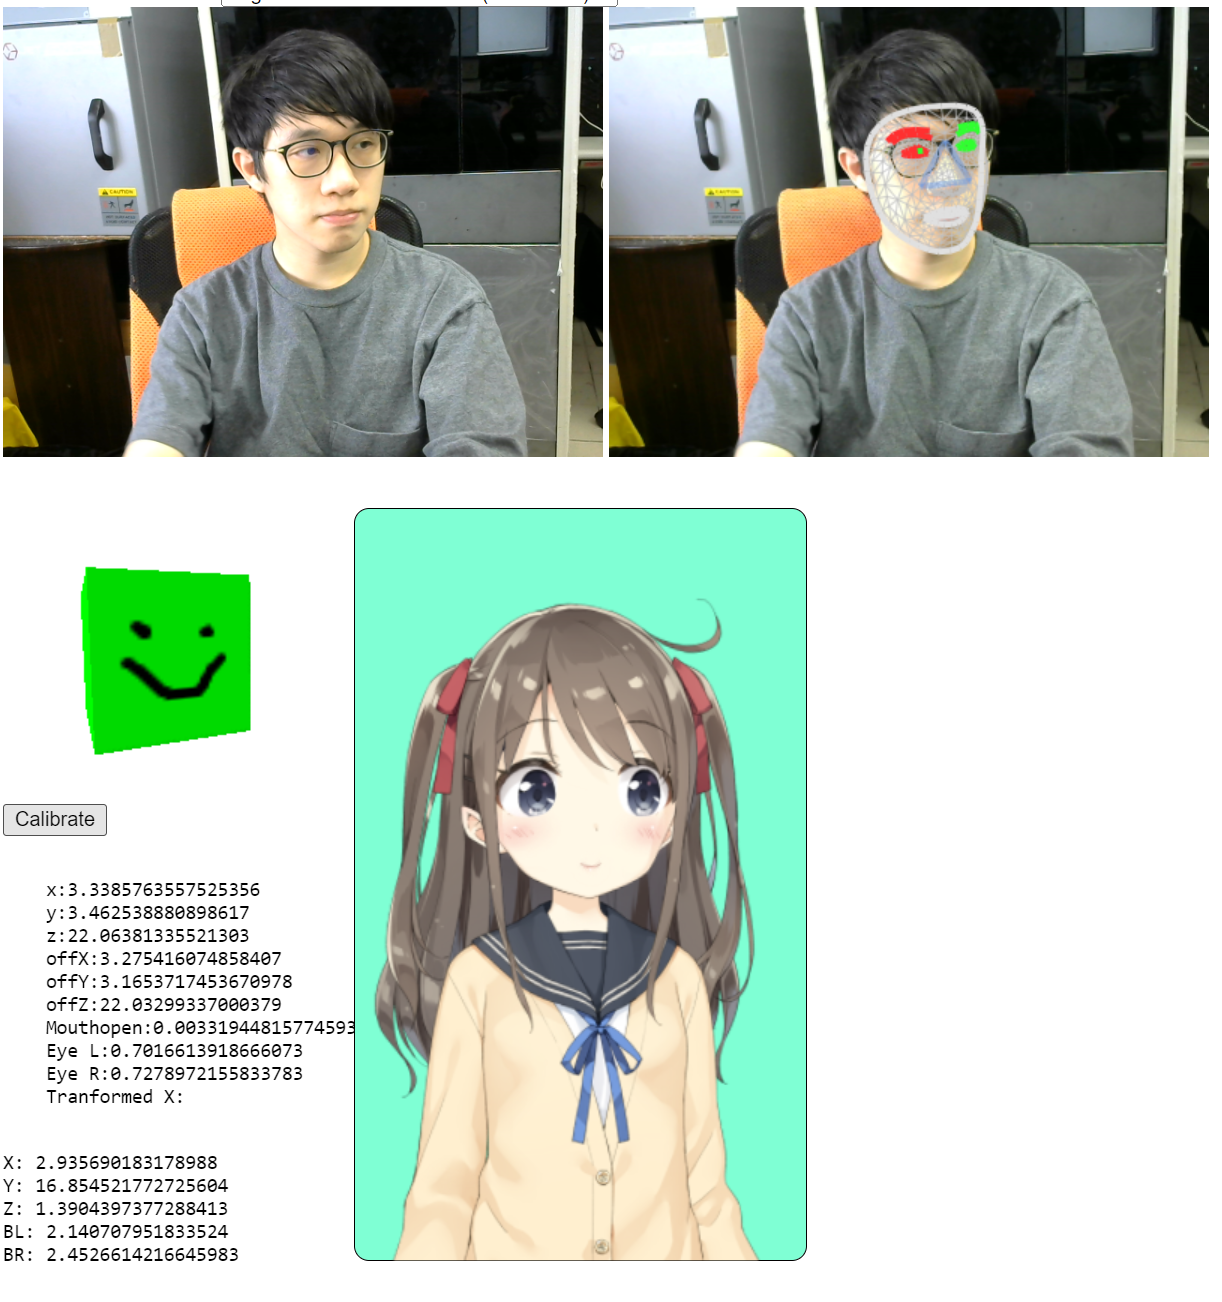 CAUTION
CAUTION
Calibrate
x:3.3385763557525356
y:3.462538880898617
z:22.06381335521303
offX:3.275416074858407
offY:3.1653717453670978
offZ:22.03299337000379
Mouthopen:0.00331944815774593
Eye L:0.7016613918666073
Eye R:0.7278972155833783
Tranformed X:
X: 2.935690183178988
Y: 16.854521772725604
Z: 1.3904397377288413
BL: 2.140707951833524
BR: 2.4526614216645983